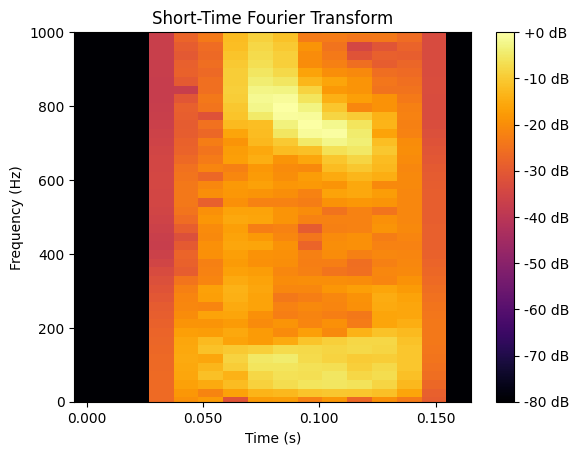 Short-Time Fourier Transform
Frequency (Hz)
1000
800
600
400
200
0
0.000
0.050
0.100
0.150
Time (s)
+0 dB
-10 dB
-20 dB
-30 dB
-40 dB
-50 dB
-60 dB
-70 dB
-80 dB